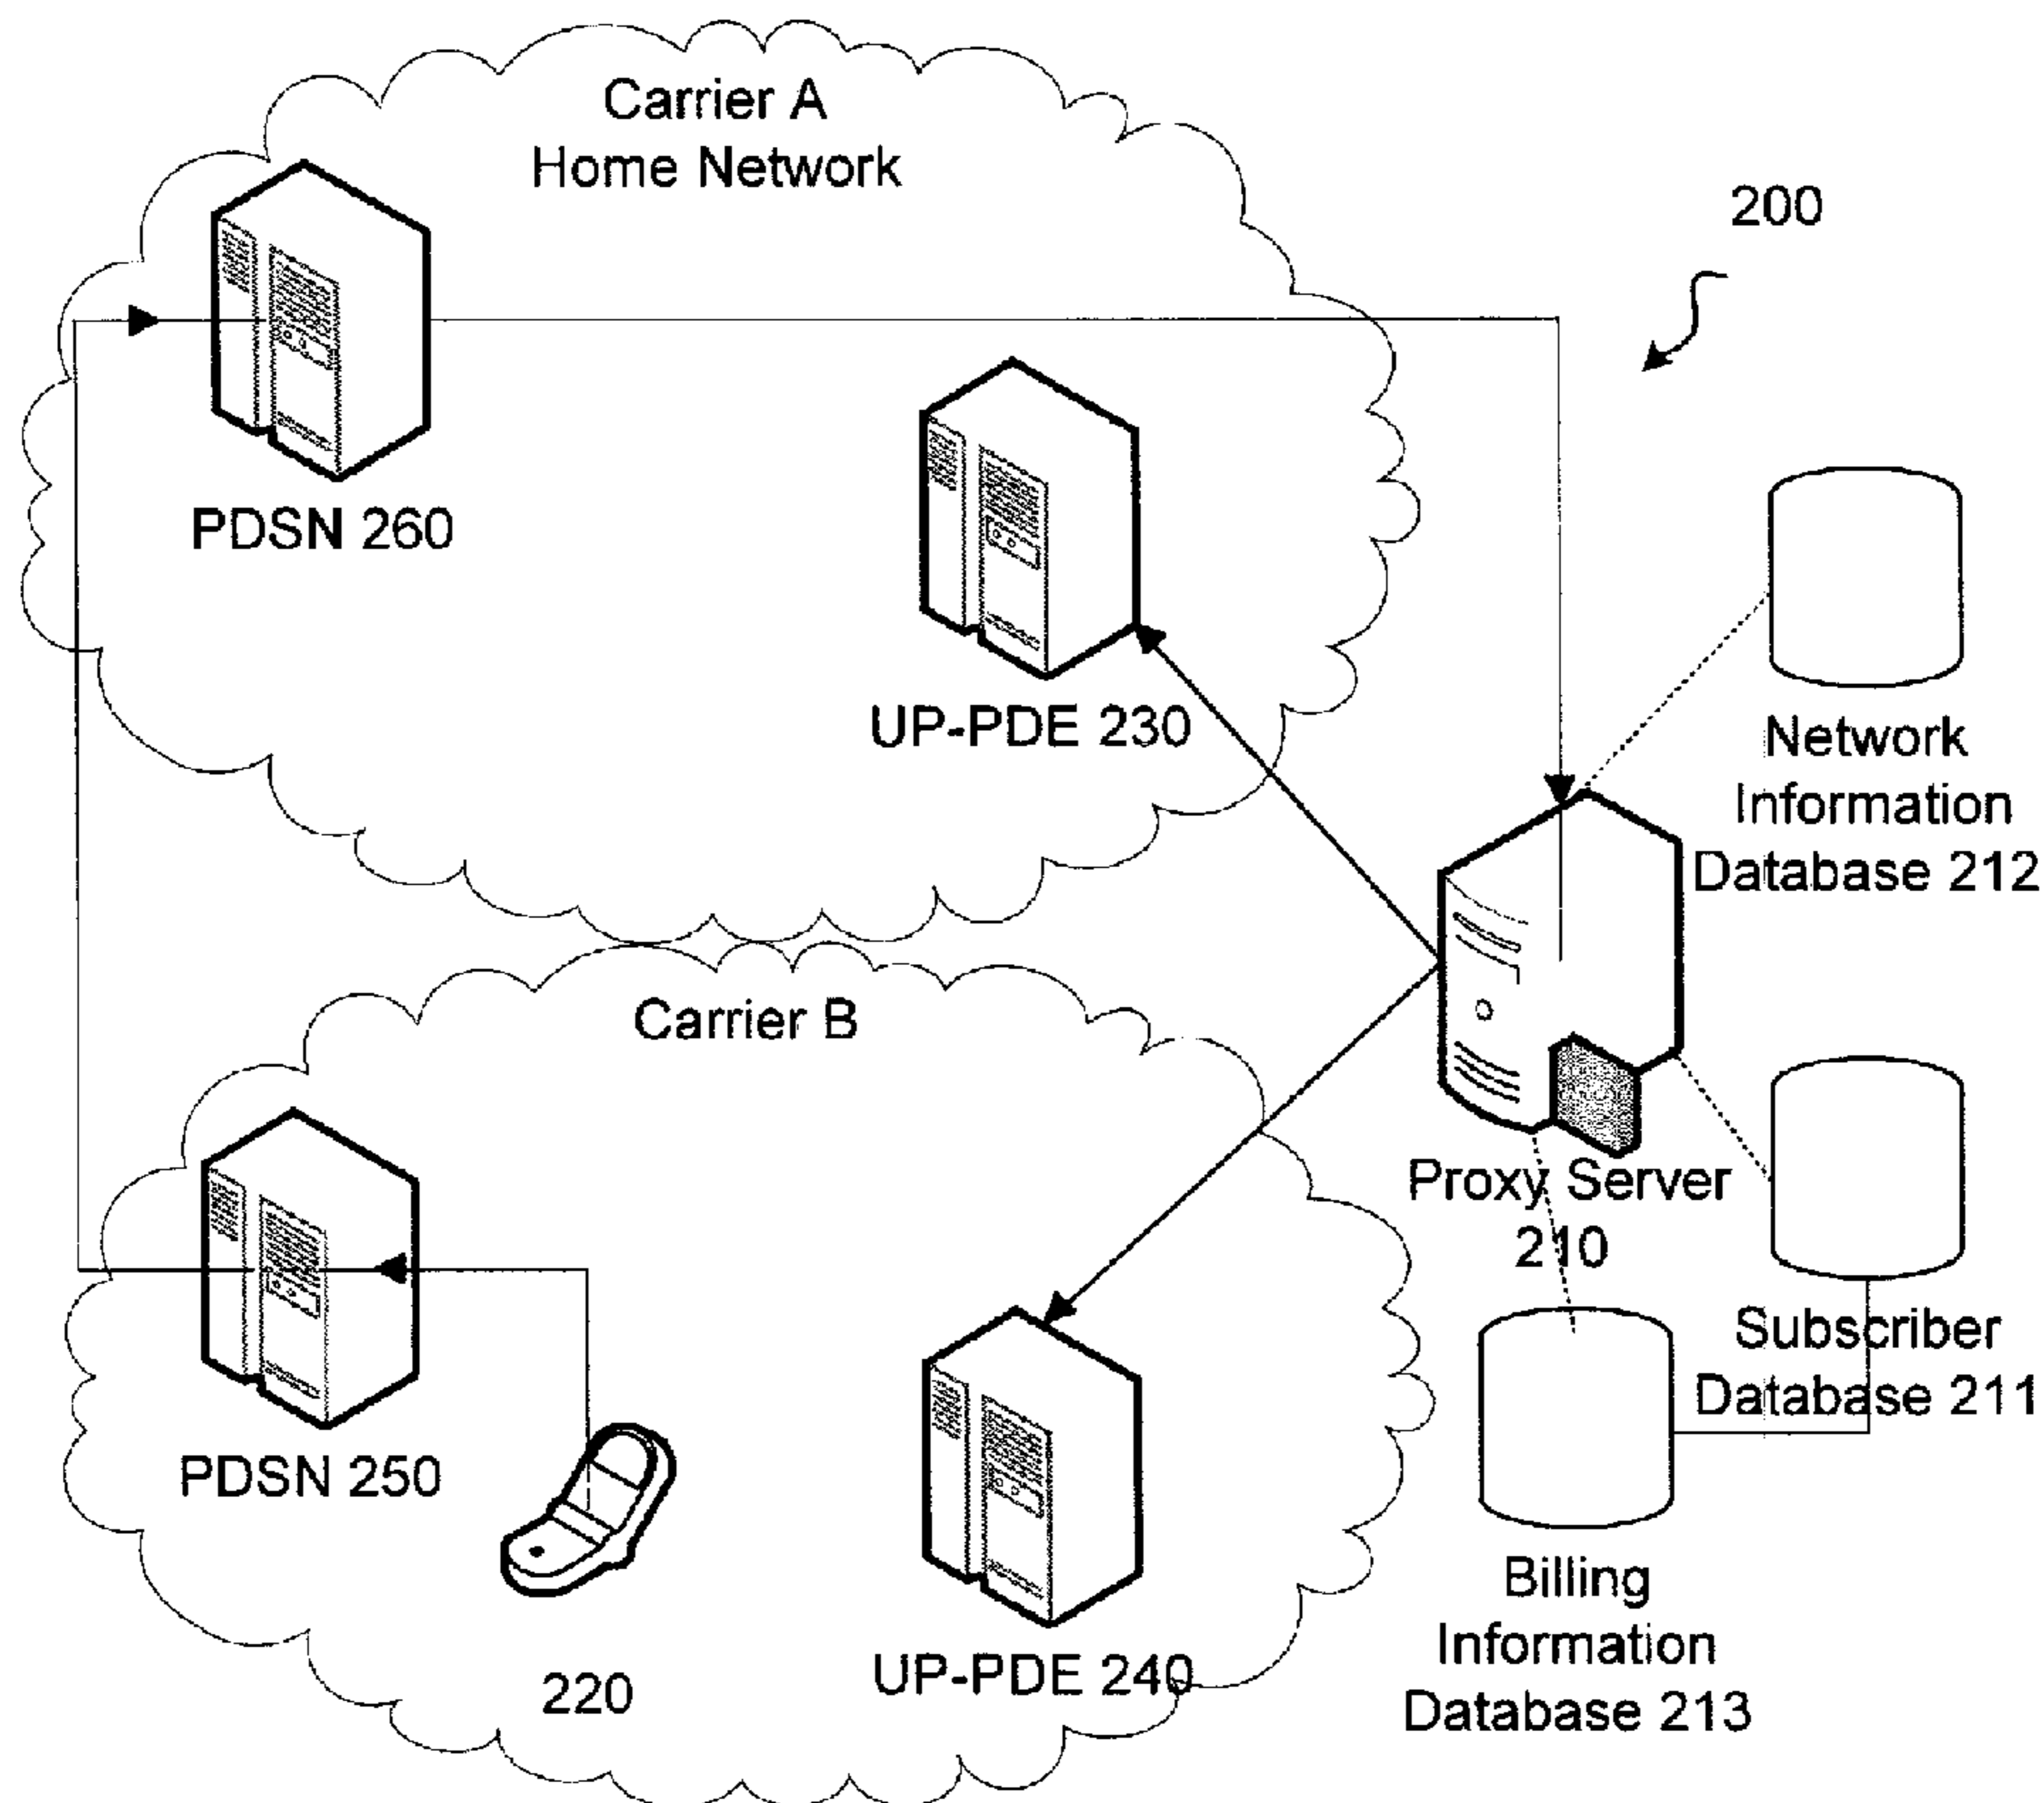 Carrier A
Home Network
200
PDSN 260
UP-PDE 230
Network
Information
Database 212
Carrier B
Proxy Server
210
Subscriber
Database 211
PDSN 250
220
UP-PDE 240
Billing
Information
Database 213